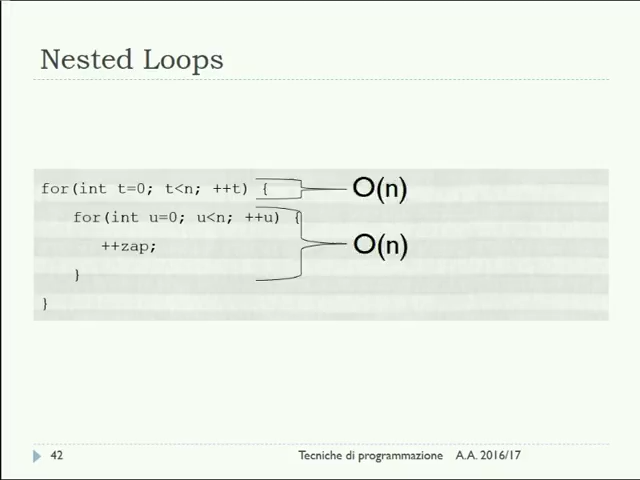 Nested Loops
for(int t=0; t<n; ++t) { O(n)
for(int u=0; u<n; ++u) {
++zap; O(n)
}
}
42 Tecniche di programmazione A.A. 2016/17